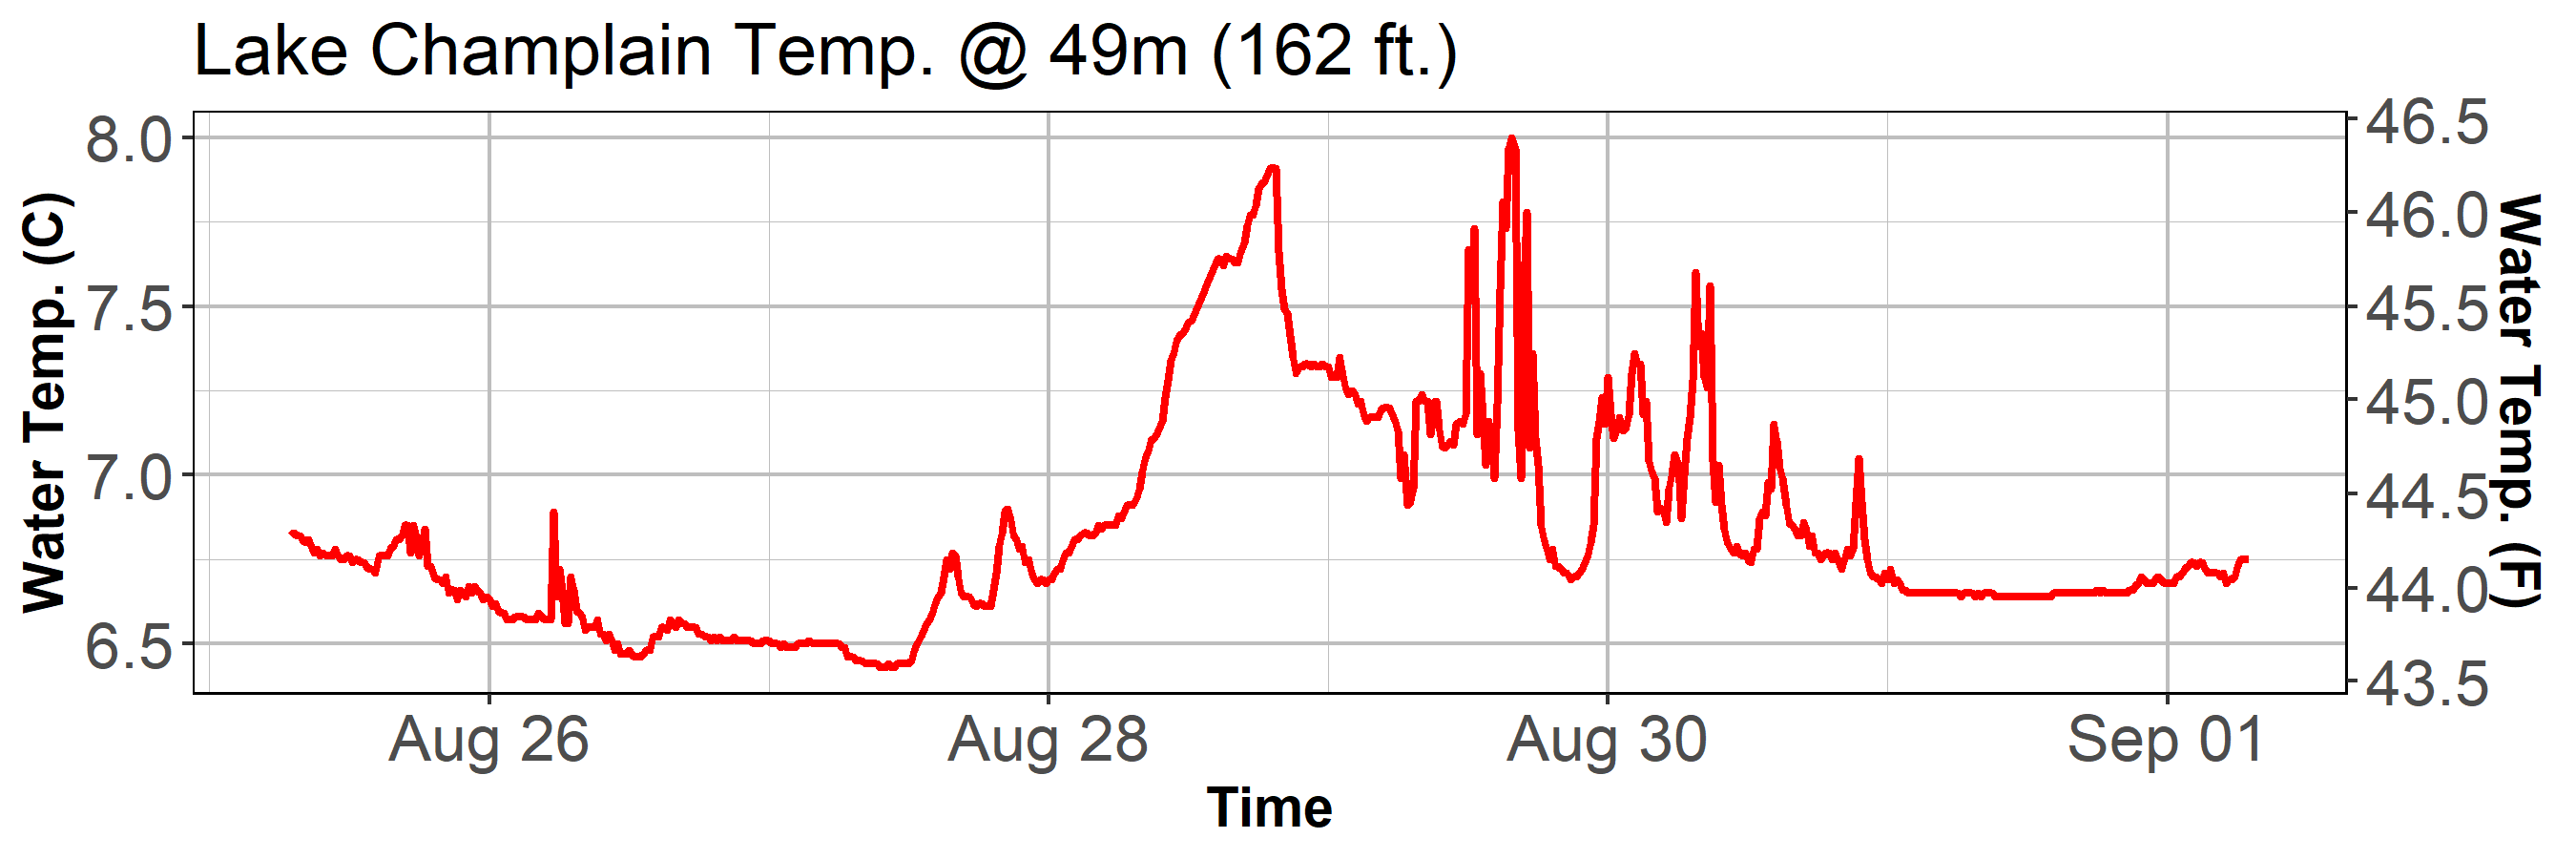 Lake Champlain Temp. @ 49m (162 ft.)
Water Temp. (C)
8.0
7.5
7.0
6.5
46.5
46.0
45.5
45.0
44.5
44.0
43.5
Water Temp. (F)
Aug 26
Aug 28
Aug 30
Sep 01
Time